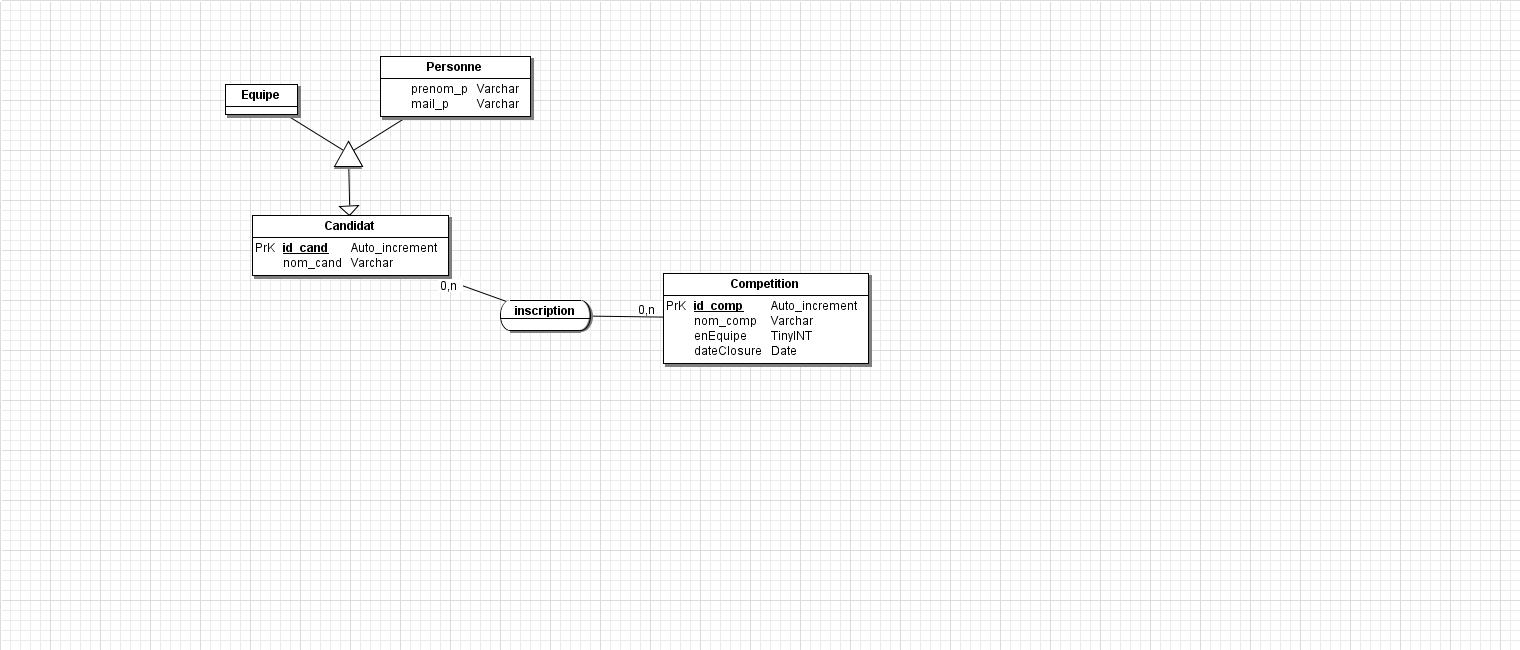 Personne
prenom_p Varchar
mail_p Varchar
Equipe
Candidat
PrK id_cand Auto_increment
nom_cand Varchar
0,n
inscription
0,n
Competition
PrK id_comp Auto_increment
nom_comp Varchar
enEquipe TinyINT
dateClosure Date